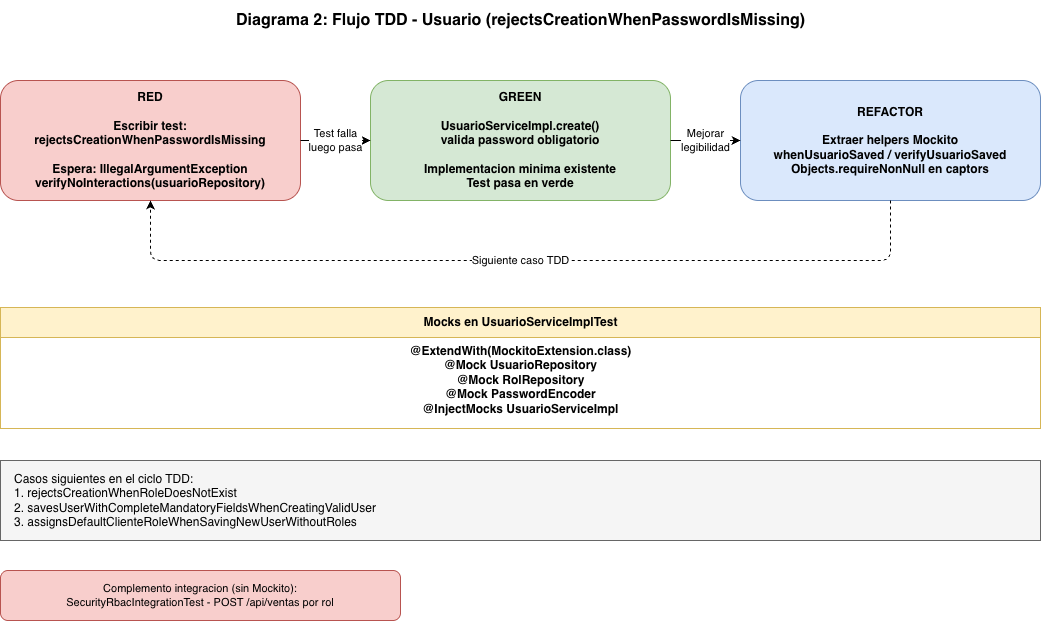 Diagrama 2: Flujo TDD - Usuario (rejectsCreationWhenPasswordIsMissing)
RED
Escribir test:
rejectsCreationWhenPasswordIsMissing
Espera: IllegalArgumentException
verifyNoInteractions(usuarioRepository)
Test falla
luego pasa
GREEN
UsuarioServiceImpl.create()
valida password obligatorio
Implementacion minima existente
Test pasa en verde
Mejorar
legibilidad
REFACTOR
Extraer helpers Mockito
whenUsuarioSaved / verifyUsuarioSaved
Objects.requireNonNull en captors
Siguiente caso TDD
Mocks en UsuarioServiceImplTest
@ExtendWith(MockitoExtension.class)
@Mock UsuarioRepository
@Mock RolRepository
@Mock PasswordEncoder
@InjectMocks UsuarioServiceImpl
Casos siguientes en el ciclo TDD:
1. rejectsCreationWhenRoleDoesNotExist
2. savesUserWithCompleteMandatoryFieldsWhenCreatingValidUser
3. assignsDefaultClienteRoleWhenSavingNewUserWithoutRoles
Complemento integracion (sin Mockito):
SecurityRbacIntegrationTest - POST /api/ventas por rol